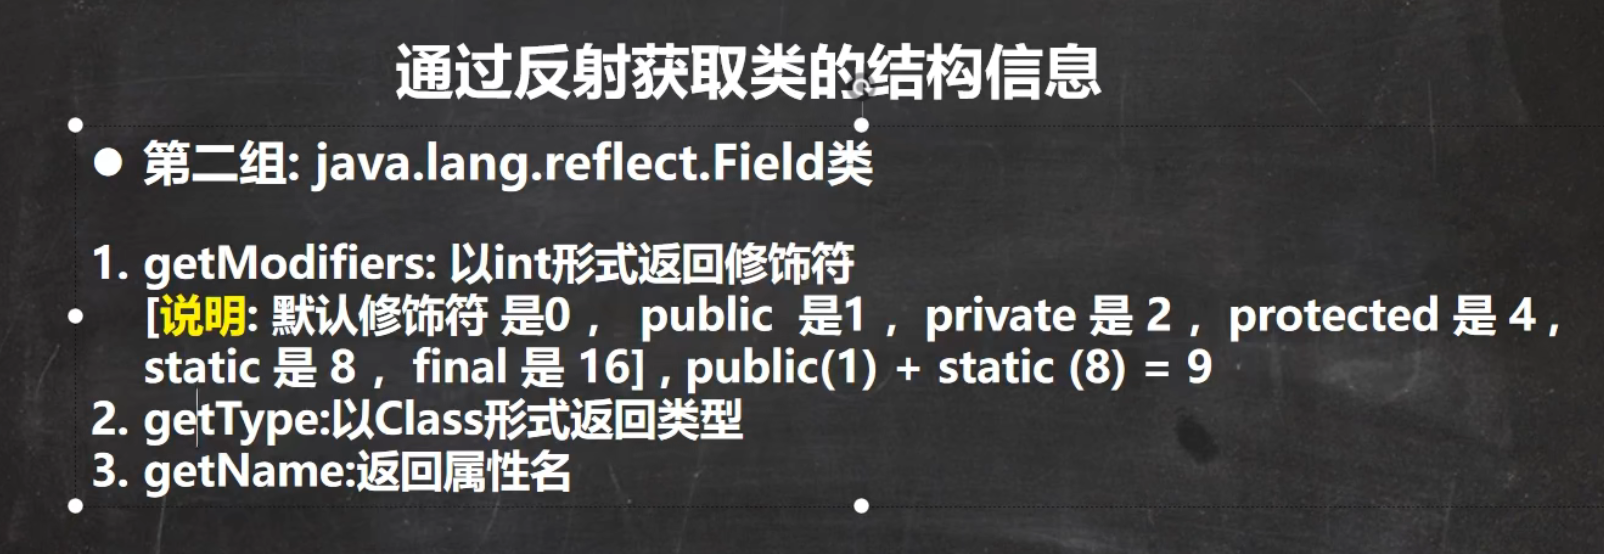 通过反射获取类的结构信息
● 第二组: java.lang.reflect.Field类
1. getModifiers: 以int形式返回修饰符
• [说明: 默认修饰符 是0 ， public 是1 ，private 是 2 ，protected 是 4 ,
static 是 8 ， final 是 16] , public(1) + static (8) = 9
2. getType:以Class形式返回类型
3. getName:返回属性名